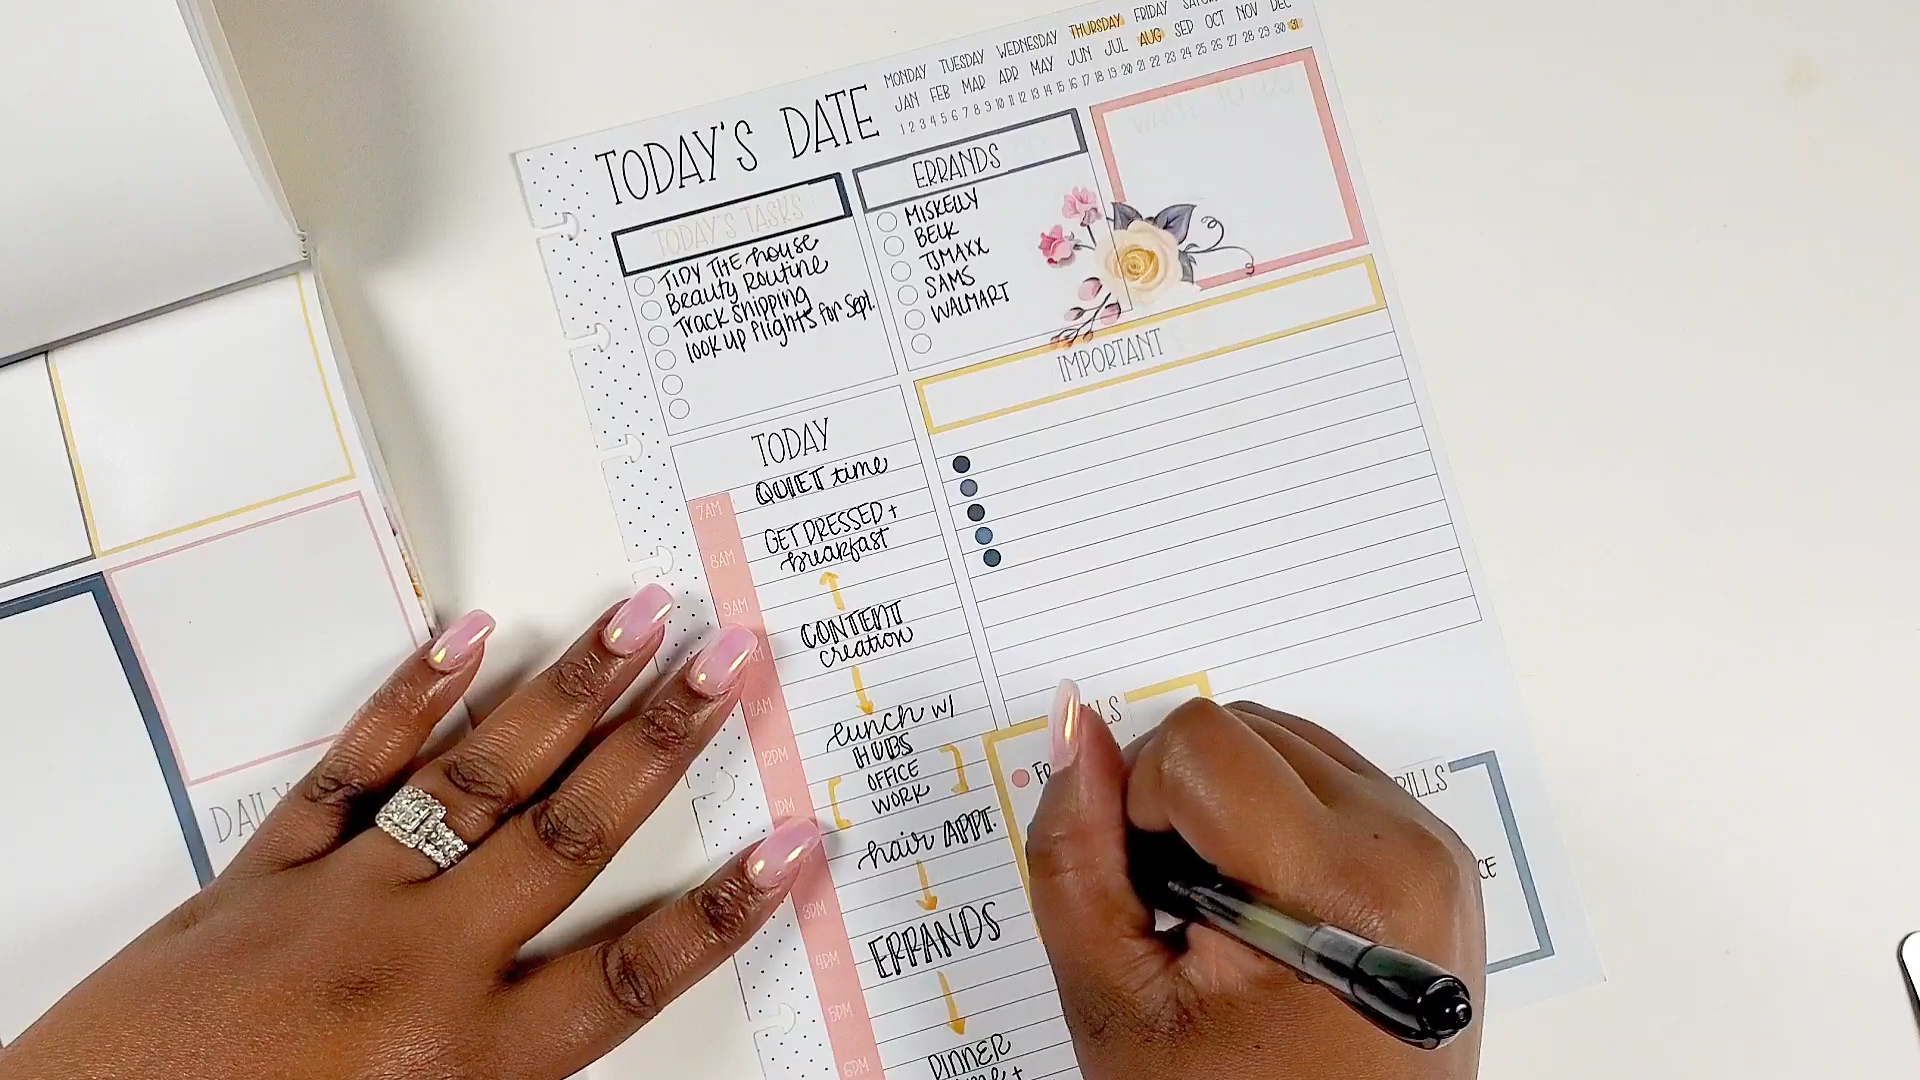 MONDAY TUESDAY WEDNESDAY THURSDAY FRIDAY
JAN FEB MAR APR MAY JUN JUL AUG SEP OCT NOV DEC
1 2 3 4 5 6 7 8 9 10 11 12 13 14 15 16 17 18 19 20 21 22 23 24 25 26 27 28 29 30 31
TODAY'S DATE
TODAY'S TASKS
TIDY THE house
Beauty Routine
Track shipping
look up flights for Sept.
ERRANDS
MISKELLY
BELK
TJMAXX
SAMS
WALMART
IMPORTANT
TODAY
QUIET time
7AM
GET DRESSED +
breakfast
8AM
9AM
CONTENT
creation
11AM
lunch w/
HUBS
12PM
OFFICE
WORK
1PM
hair APPT.
3PM
ERRANDS
4PM
5PM
DINNER
6PM
DAILY